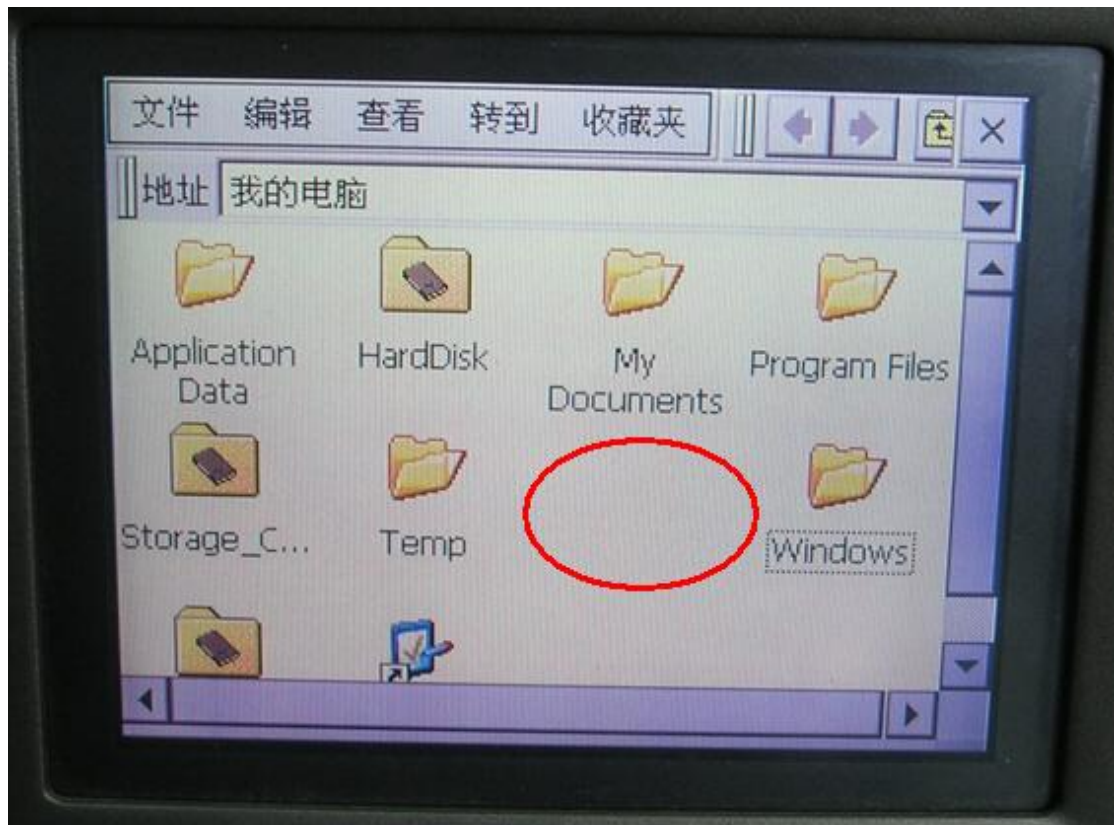 文件 编辑 查看 转到 收藏夹
地址 我的电脑
Application Data
HardDisk
My Documents
Program Files
Storage_C...
Temp
Windows